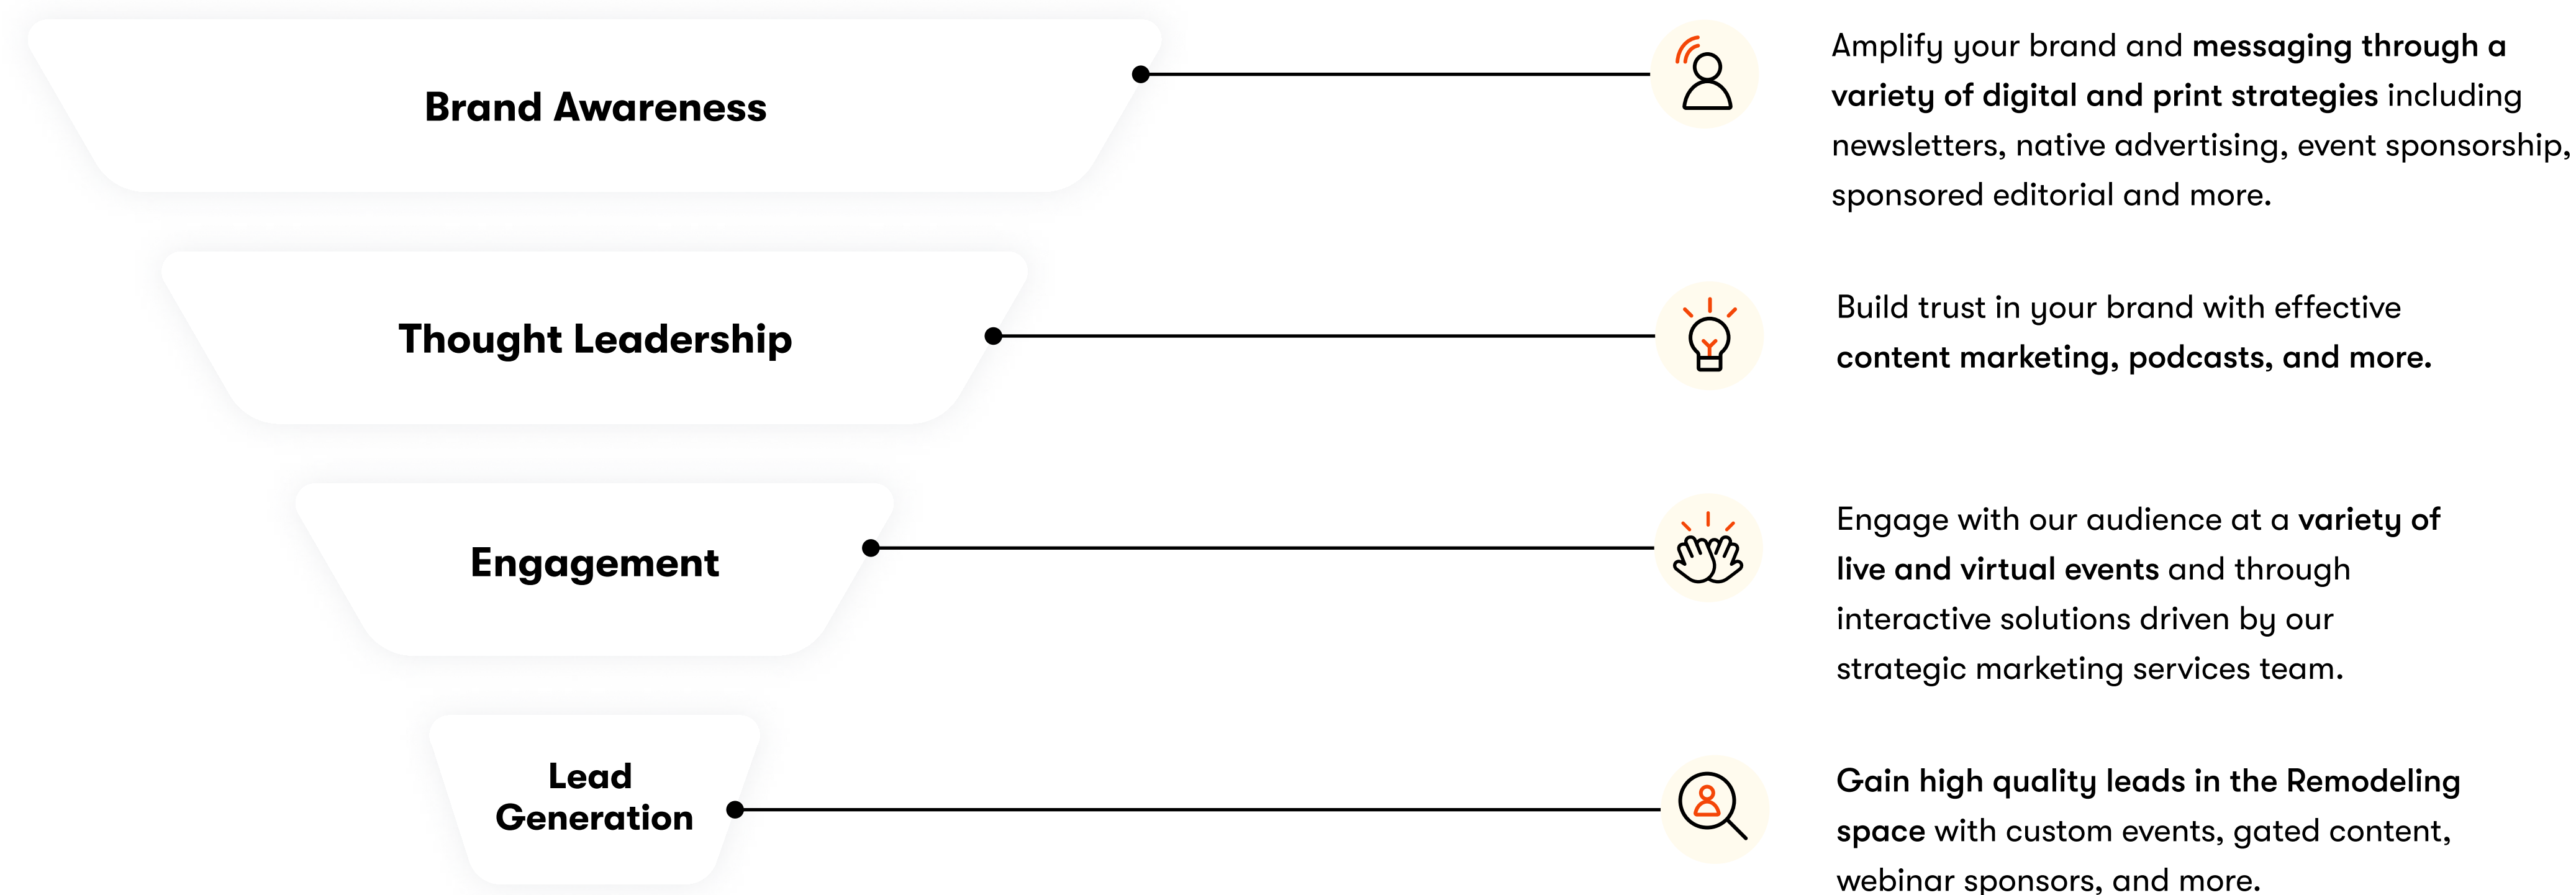 Brand Awareness
Amplify your brand and messaging through a
variety of digital and print strategies including
newsletters, native advertising, event sponsorship,
sponsored editorial and more.
Thought Leadership
Build trust in your brand with effective
content marketing, podcasts, and more.
Engagement
Engage with our audience at a variety of
live and virtual events and through
interactive solutions driven by our
strategic marketing services team.
Lead
Generation
Gain high quality leads in the Remodeling
space with custom events, gated content,
webinar sponsors, and more.